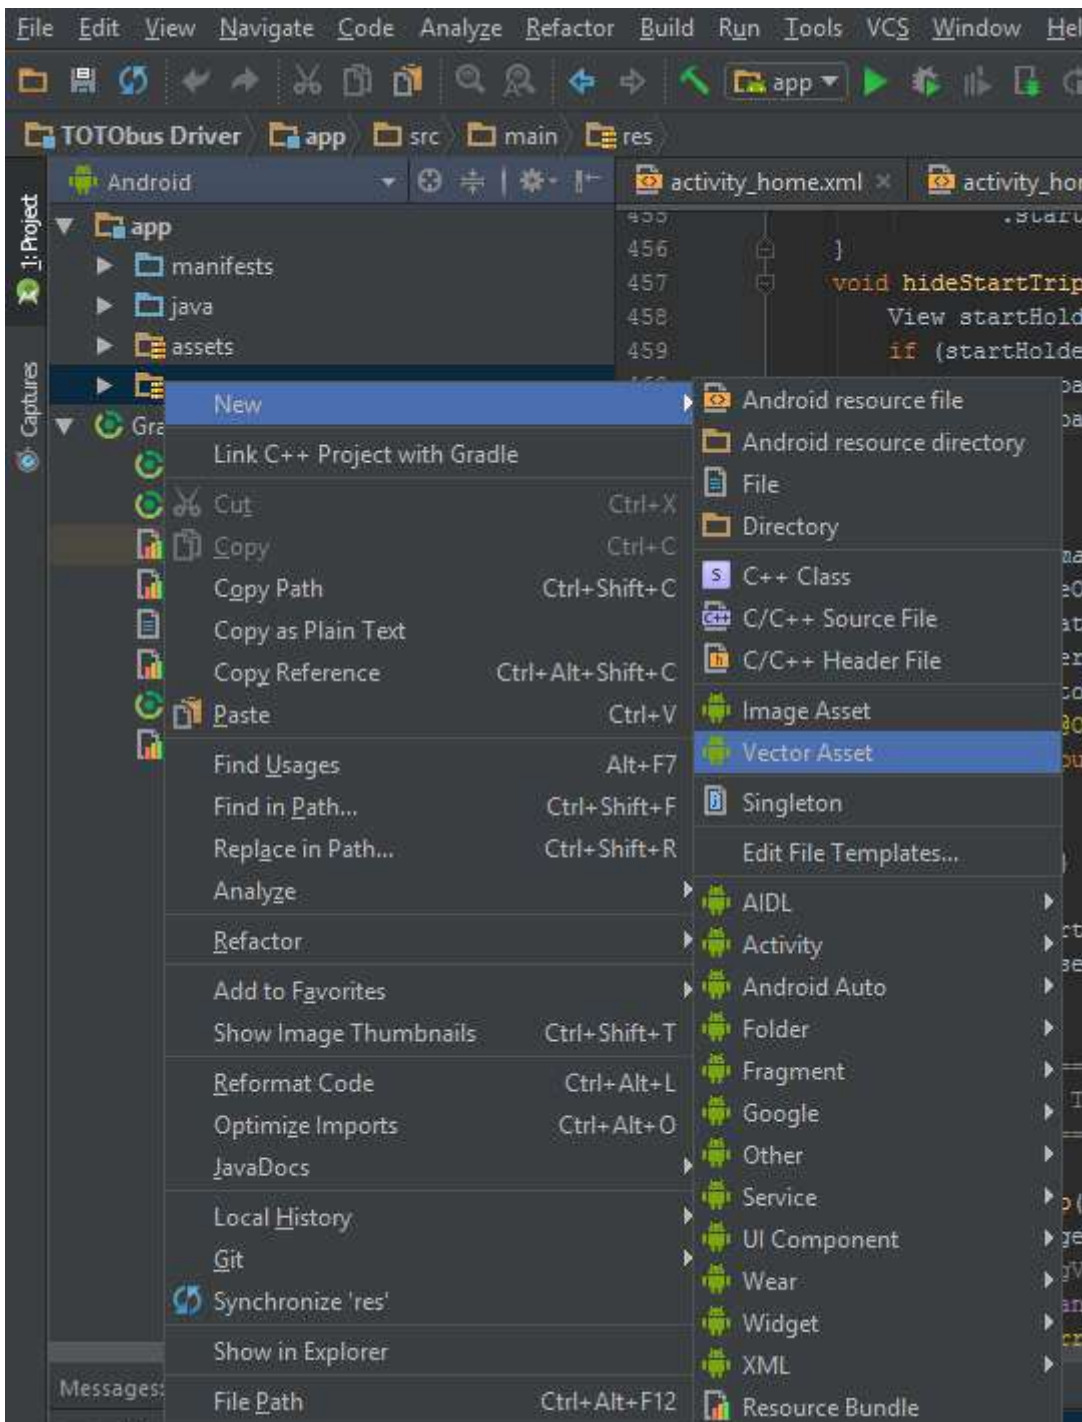 File Edit View Navigate Code Analyze Refactor Build Run Tools VCS Window Hel
app
TOTObus Driver app src main res
1: Project
Captures
Android
app
manifests
java
assets
Gra
activity_home.xml
activity_hor
455 .start
456 }
457 void hideStartTrip
458 View startHold
459 if (startHolde
New
Link C++ Project with Gradle
Cut Ctrl+X
Copy Ctrl+C
Copy Path Ctrl+Shift+C
Copy as Plain Text
Copy Reference Ctrl+Alt+Shift+C
Paste Ctrl+V
Find Usages Alt+F7
Find in Path... Ctrl+Shift+F
Replace in Path... Ctrl+Shift+R
Analyze
Refactor
Add to Favorites
Show Image Thumbnails Ctrl+Shift+T
Reformat Code Ctrl+Alt+L
Optimize Imports Ctrl+Alt+O
JavaDocs
Local History
Git
Synchronize 'res'
Show in Explorer
File Path Ctrl+Alt+F12
Android resource file
Android resource directory
File
Directory
C++ Class
C/C++ Source File
C/C++ Header File
Image Asset
Vector Asset
Singleton
Edit File Templates...
AIDL
Activity
Android Auto
Folder
Fragment
Google
Other
Service
UI Component
Wear
Widget
XML
Resource Bundle
Messages: